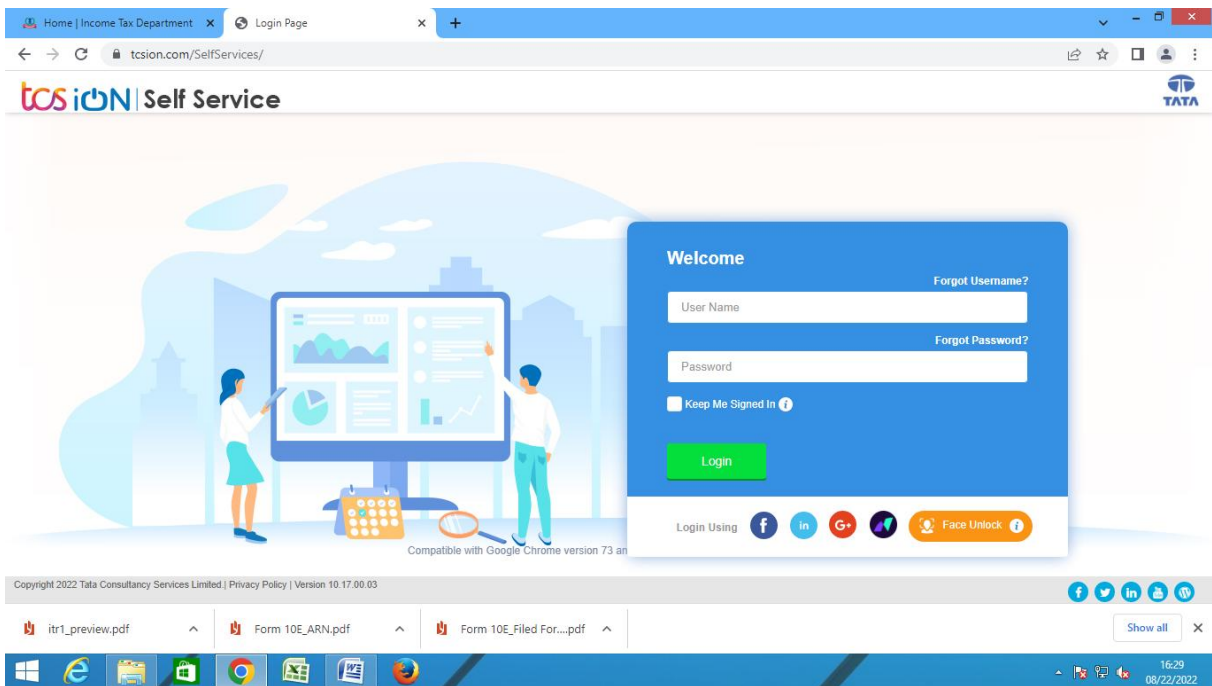 Home | Income Tax Department
Login Page
tcsion.com/SelfServices/
tcs iON | Self Service
TATA
Welcome
Forgot Username?
User Name
Forgot Password?
Password
Keep Me Signed In
Login
Login Using
Face Unlock
Compatible with Google Chrome version 73 an
Copyright 2022 Tata Consultancy Services Limited.| Privacy Policy | Version 10.17.00.03
itr1_preview.pdf
Form 10E_ARN.pdf
Form 10E_Filed For....pdf
Show all
16:29
08/22/2022